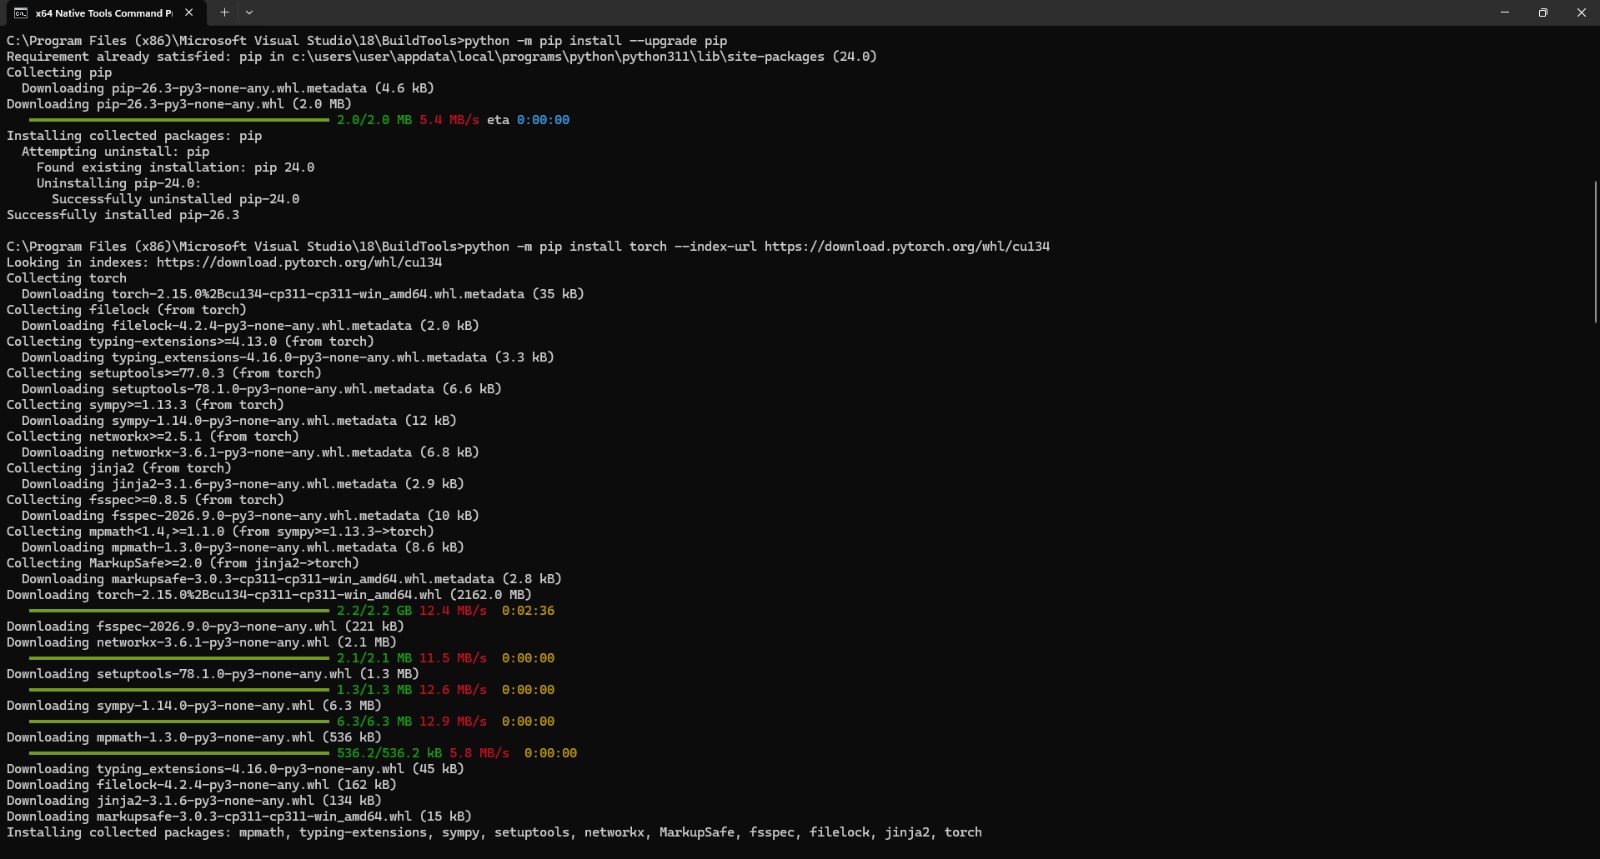 x64 Native Tools Command P
C:\Program Files (x86)\Microsoft Visual Studio\18\BuildTools>python -m pip install --upgrade pip
Requirement already satisfied: pip in c:\users\user\appdata\local\programs\python\python311\lib\site-packages (24.0)
Collecting pip
  Downloading pip-26.3-py3-none-any.whl.metadata (4.6 kB)
Downloading pip-26.3-py3-none-any.whl (2.0 MB)
2.0/2.0 MB 5.4 MB/s eta 0:00:00
Installing collected packages: pip
  Attempting uninstall: pip
    Found existing installation: pip 24.0
    Uninstalling pip-24.0:
      Successfully uninstalled pip-24.0
Successfully installed pip-26.3
C:\Program Files (x86)\Microsoft Visual Studio\18\BuildTools>python -m pip install torch --index-url https://download.pytorch.org/whl/cu134
Looking in indexes: https://download.pytorch.org/whl/cu134
Collecting torch
  Downloading torch-2.15.0%2Bcu134-cp311-cp311-win_amd64.whl.metadata (35 kB)
Collecting filelock (from torch)
  Downloading filelock-4.2.4-py3-none-any.whl.metadata (2.0 kB)
Collecting typing-extensions>=4.13.0 (from torch)
  Downloading typing_extensions-4.16.0-py3-none-any.whl.metadata (3.3 kB)
Collecting setuptools>=77.0.3 (from torch)
  Downloading setuptools-78.1.0-py3-none-any.whl.metadata (6.6 kB)
Collecting sympy>=1.13.3 (from torch)
  Downloading sympy-1.14.0-py3-none-any.whl.metadata (12 kB)
Collecting networkx>=2.5.1 (from torch)
  Downloading networkx-3.6.1-py3-none-any.whl.metadata (6.8 kB)
Collecting jinja2 (from torch)
  Downloading jinja2-3.1.6-py3-none-any.whl.metadata (2.9 kB)
Collecting fsspec>=0.8.5 (from torch)
  Downloading fsspec-2026.9.0-py3-none-any.whl.metadata (10 kB)
Collecting mpmath<1.4,>=1.1.0 (from sympy>=1.13.3->torch)
  Downloading mpmath-1.3.0-py3-none-any.whl.metadata (8.6 kB)
Collecting MarkupSafe>=2.0 (from jinja2->torch)
  Downloading markupsafe-3.0.3-cp311-cp311-win_amd64.whl.metadata (2.8 kB)
Downloading torch-2.15.0%2Bcu134-cp311-cp311-win_amd64.whl (2162.0 MB)
2.2/2.2 GB 12.4 MB/s  0:02:36
Downloading fsspec-2026.9.0-py3-none-any.whl (221 kB)
Downloading networkx-3.6.1-py3-none-any.whl (2.1 MB)
2.1/2.1 MB 11.5 MB/s  0:00:00
Downloading setuptools-78.1.0-py3-none-any.whl (1.3 MB)
1.3/1.3 MB 12.6 MB/s  0:00:00
Downloading sympy-1.14.0-py3-none-any.whl (6.3 MB)
6.3/6.3 MB 12.9 MB/s  0:00:00
Downloading mpmath-1.3.0-py3-none-any.whl (536 kB)
536.2/536.2 kB 5.8 MB/s  0:00:00
Downloading typing_extensions-4.16.0-py3-none-any.whl (45 kB)
Downloading filelock-4.2.4-py3-none-any.whl (162 kB)
Downloading jinja2-3.1.6-py3-none-any.whl (134 kB)
Downloading markupsafe-3.0.3-cp311-cp311-win_amd64.whl (15 kB)
Installing collected packages: mpmath, typing-extensions, sympy, setuptools, networkx, MarkupSafe, fsspec, filelock, jinja2, torch